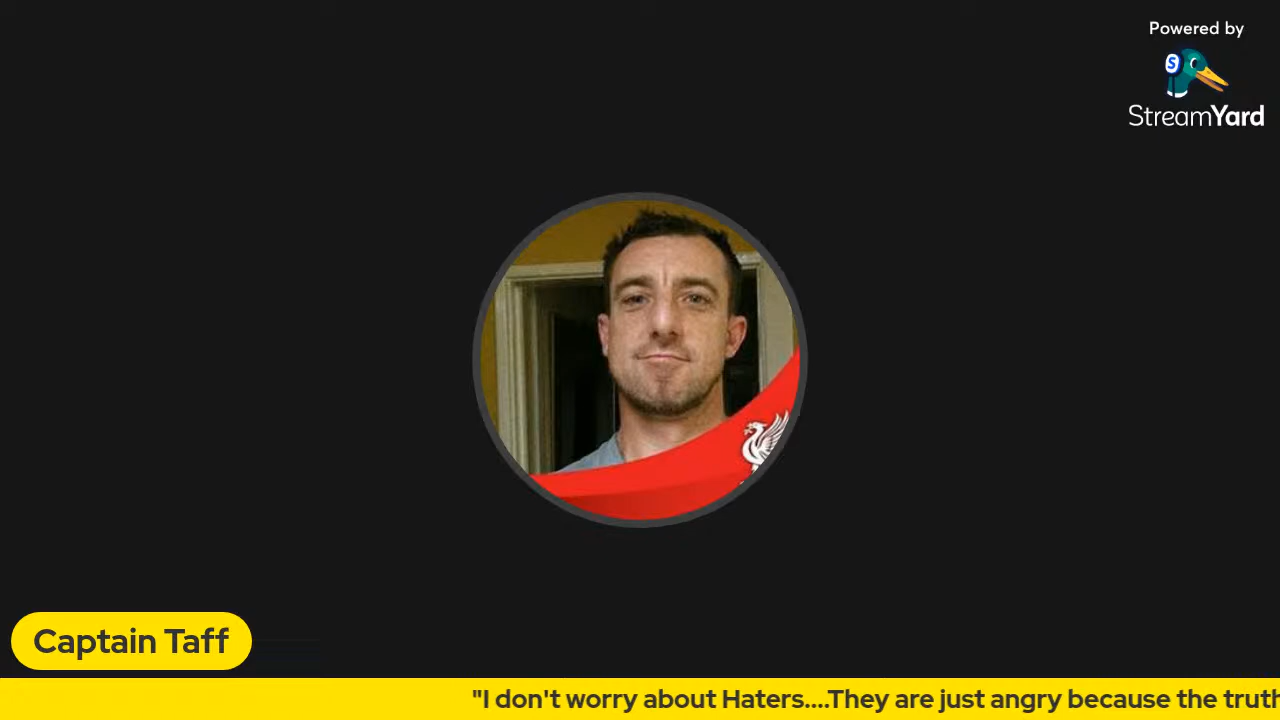 Powered by
S
StreamYard
Captain Taff
"I don't worry about Haters....They are just angry because the truth